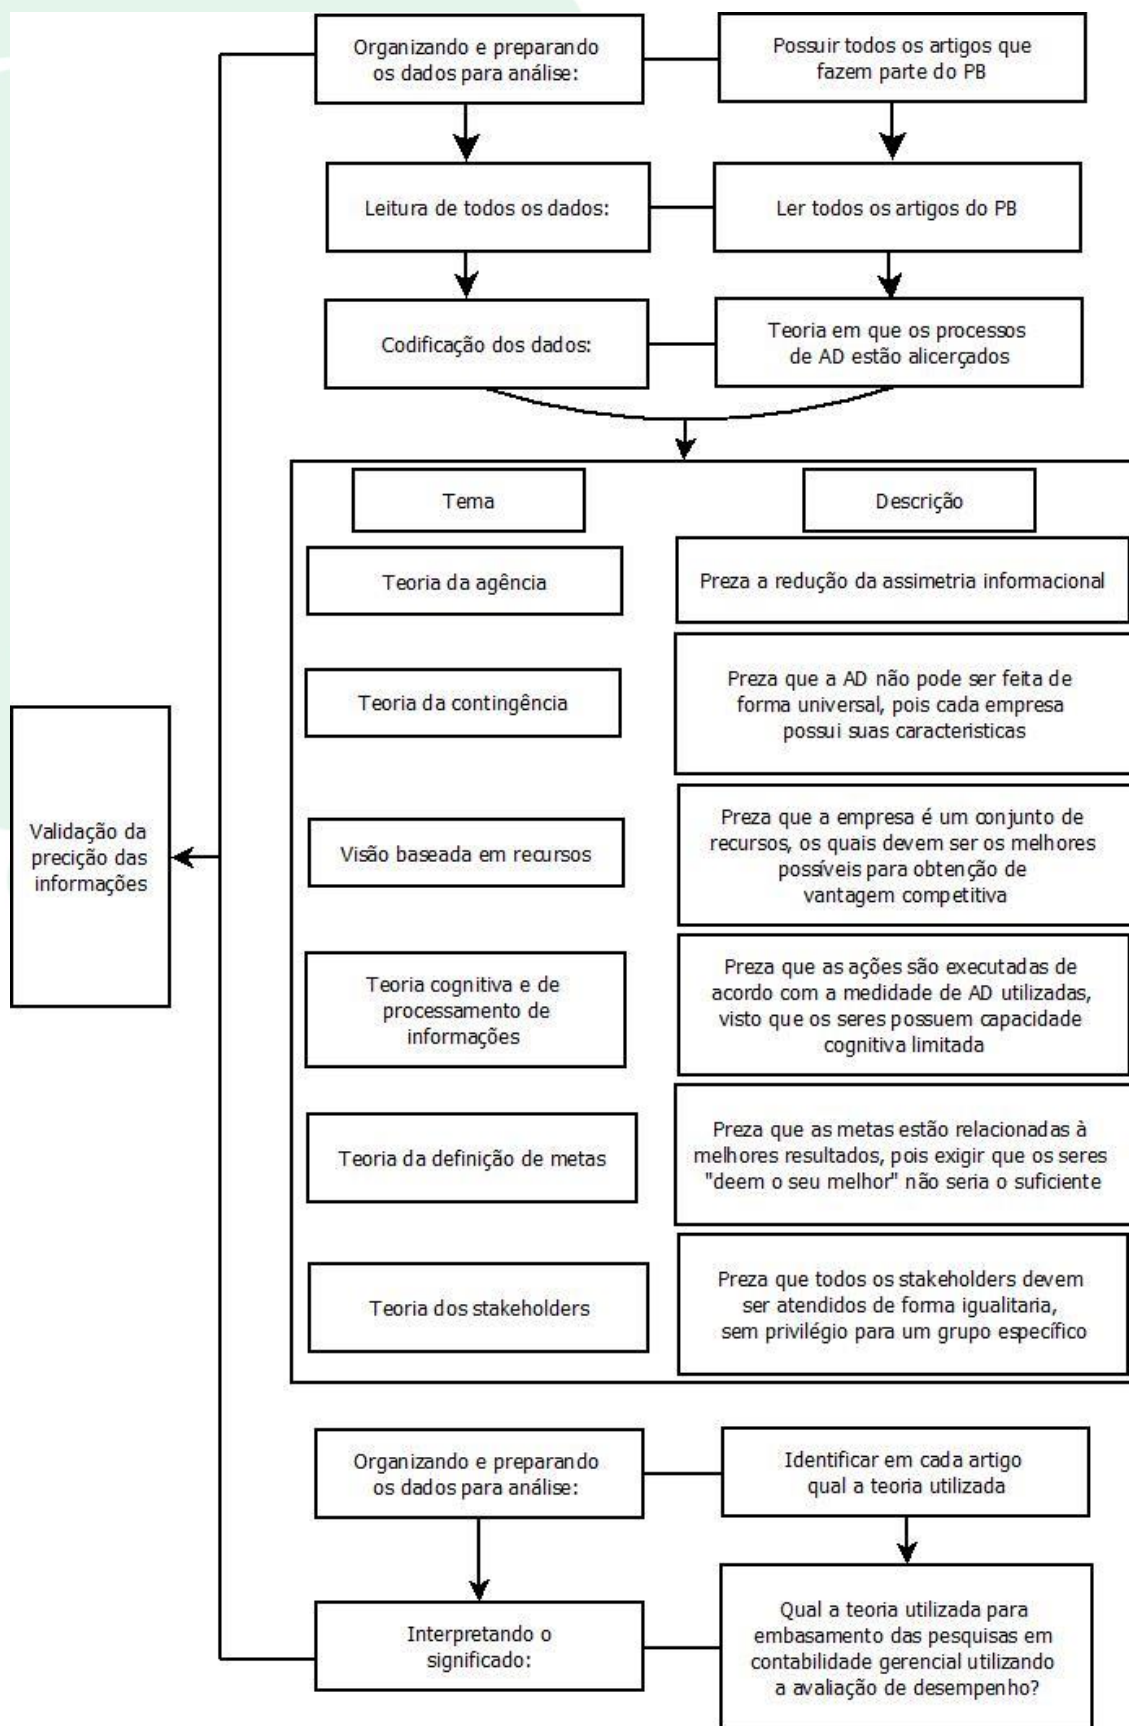 Organizando e preparando
os dados para análise:
Possuir todos os artigos que
fazem parte do PB
Leitura de todos os dados:
Ler todos os artigos do PB
Codificação dos dados:
Teoria em que os processos
de AD estão alicerçados
Tema
Descrição
Teoria da agência
Preza a redução da assimetria informacional
Teoria da contingência
Preza que a AD não pode ser feita de
forma universal, pois cada empresa
possui suas caracteristicas
Validação da
precição das
informações
Visão baseada em recursos
Preza que a empresa é um conjunto de
recursos, os quais devem ser os melhores
possíveis para obtenção de
vantagem competitiva
Teoria cognitiva e de
processamento de
informações
Preza que as ações são executadas de
acordo com a medidade de AD utilizadas,
visto que os seres possuem capacidade
cognitiva limitada
Teoria da definição de metas
Preza que as metas estão relacionadas à
melhores resultados, pois exigir que os seres
"deem o seu melhor" não seria o suficiente
Teoria dos stakeholders
Preza que todos os stakeholders devem
ser atendidos de forma igualitaria,
sem privilégio para um grupo específico
Organizando e preparando
os dados para análise:
Identificar em cada artigo
qual a teoria utilizada
Interpretando o
significado:
Qual a teoria utilizada para
embasamento das pesquisas em
contabilidade gerencial utilizando
a avaliação de desempenho?